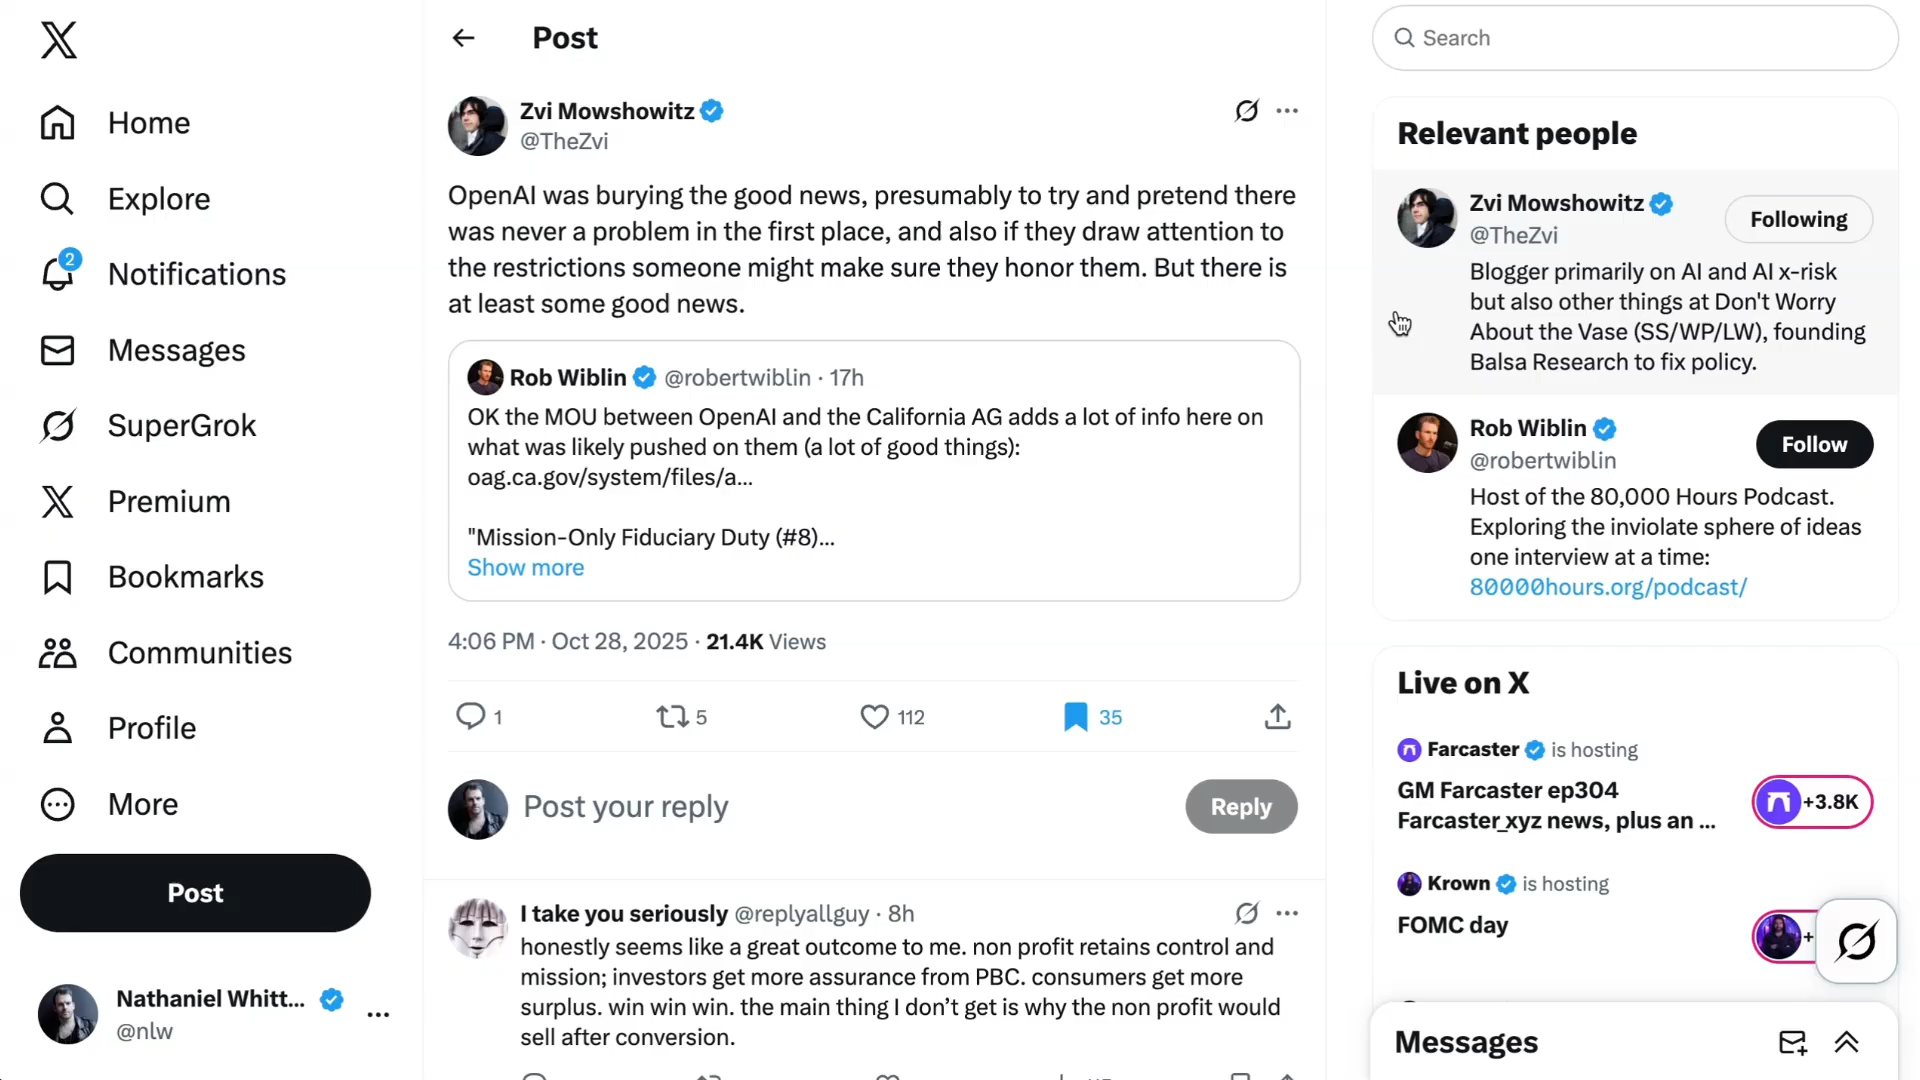 Home
Explore
2
Notifications
Messages
SuperGrok
Premium
Bookmarks
Communities
Profile
More
Post
Nathaniel Whitt...
@nlw
Post
Zvi Mowshowitz
@TheZvi
OpenAI was burying the good news, presumably to try and pretend there
was never a problem in the first place, and also if they draw attention to
the restrictions someone might make sure they honor them. But there is
at least some good news.
Rob Wiblin @robertwiblin · 17h
OK the MOU between OpenAI and the California AG adds a lot of info here on
what was likely pushed on them (a lot of good things):
oag.ca.gov/system/files/a...
"Mission-Only Fiduciary Duty (#8)...
Show more
4:06 PM · Oct 28, 2025 · 21.4K Views
1
5
112
35
Post your reply
Reply
I take you seriously @replyallguy · 8h
honestly seems like a great outcome to me. non profit retains control and
mission; investors get more assurance from PBC. consumers get more
surplus. win win win. the main thing I don't get is why the non profit would
sell after conversion.
Search
Relevant people
Zvi Mowshowitz
@TheZvi
Following
Blogger primarily on AI and AI x-risk
but also other things at Don't Worry
About the Vase (SS/WP/LW), founding
Balsa Research to fix policy.
Rob Wiblin
@robertwiblin
Follow
Host of the 80,000 Hours Podcast.
Exploring the inviolate sphere of ideas
one interview at a time:
80000hours.org/podcast/
Live on X
Farcaster is hosting
GM Farcaster ep304
Farcaster_xyz news, plus an ...
+3.8K
Krown is hosting
FOMC day
+
Messages